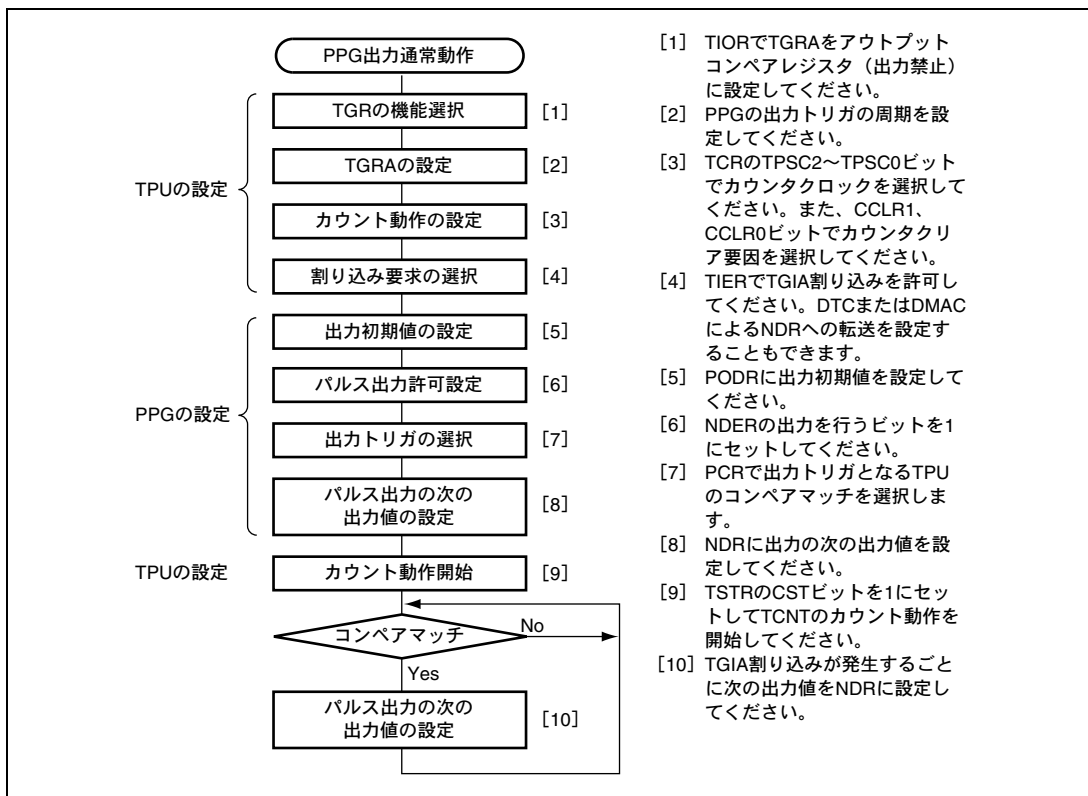 PPG出力通常動作
TPUの設定
TGRの機能選択 [1]
TGRAの設定 [2]
カウント動作の設定 [3]
割り込み要求の選択 [4]
PPGの設定
出力初期値の設定 [5]
パルス出力許可設定 [6]
出力トリガの選択 [7]
パルス出力の次の
出力値の設定 [8]
TPUの設定
カウント動作開始 [9]
コンペアマッチ
No
Yes
パルス出力の次の
出力値の設定 [10]
[1] TIORでTGRAをアウトプット
コンペアレジスタ（出力禁止）
に設定してください。
[2] PPGの出力トリガの周期を設
定してください。
[3] TCRのTPSC2～TPSC0ビット
でカウンタクロックを選択して
ください。また、CCLR1、
CCLR0ビットでカウンタクリ
ア要因を選択してください。
[4] TIERでTGIA割り込みを許可し
てください。DTCまたはDMAC
によるNDRへの転送を設定す
ることもできます。
[5] PODRに出力初期値を設定して
ください。
[6] NDERの出力を行うビットを1
にセットしてください。
[7] PCRで出力トリガとなるTPU
のコンペアマッチを選択しま
す。
[8] NDRに出力の次の出力値を設
定してください。
[9] TSTRのCSTビットを1にセッ
トしてTCNTのカウント動作を
開始してください。
[10] TGIA割り込みが発生するごと
に次の出力値をNDRに設定し
てください。